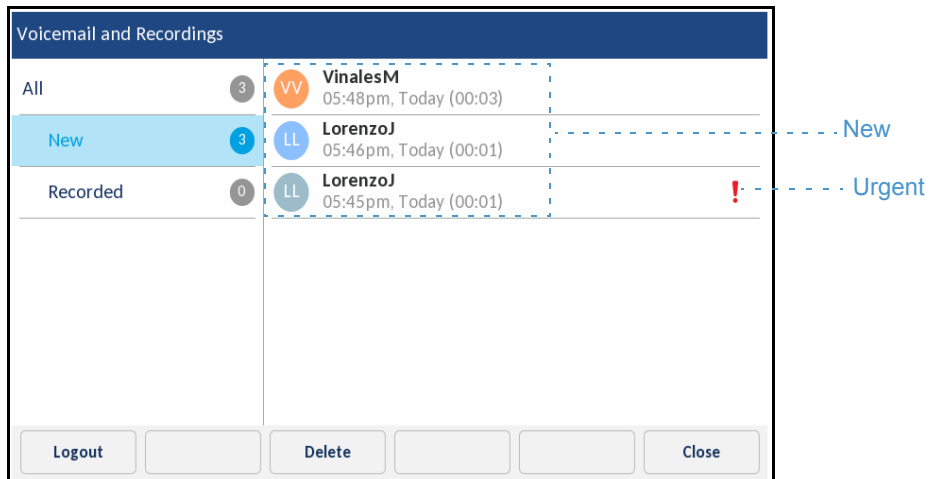 Voicemail and Recordings
All 3
New 3
Recorded 0
VV VinalesM
05:48pm, Today (00:03)
LL LorenzoJ
05:46pm, Today (00:01)
LL LorenzoJ
05:45pm, Today (00:01) !
New
Urgent
Logout Delete Close